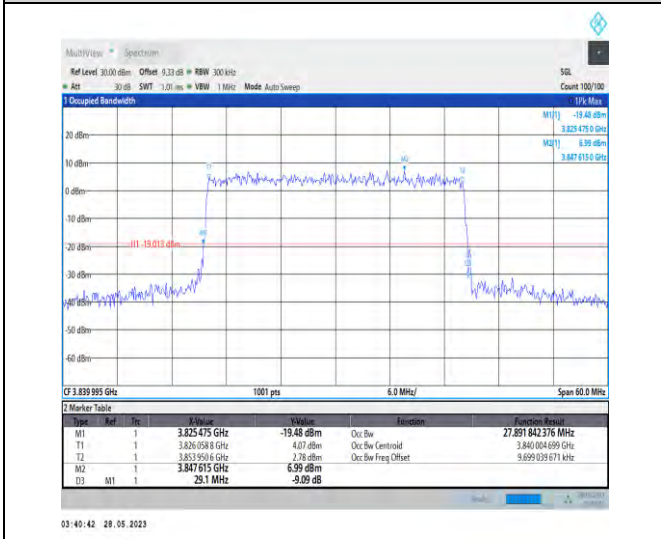 MultiView Spectrum
Ref Level 30.00 dBm Offset 9.33 dB RBW 300 kHz SGL
Att 30 dB SWT 1.01 ms VBW 1 MHz Mode Auto Sweep Count 100/100
1 Occupied Bandwidth 1Pk Max
M1[1] -19.48 dBm
3.825 475 0 GHz
M2[1] 6.99 dBm
3.847 615 0 GHz
20 dBm
10 dBm
M2
T1
0 dBm
-10 dBm
H1 -19.013 dBm
-20 dBm
-30 dBm
-40 dBm
-50 dBm
-60 dBm
CF 3.839 995 GHz 1001 pts 6.0 MHz/ Span 60.0 MHz
2 Marker Table
Type Ref Trc X-Value Y-Value Function Function Result
M1 1 3.825 475 GHz -19.48 dBm Occ Bw 27.891 842 376 MHz
T1 1 3.826 058 8 GHz 4.07 dBm Occ Bw Centroid 3.840 004 699 GHz
T2 1 3.853 950 6 GHz 2.78 dBm Occ Bw Freq Offset 9.699 039 671 kHz
M2 1 3.847 615 GHz 6.99 dBm
D3 M1 1 29.1 MHz -9.09 dB
03:40:42 28.05.2023